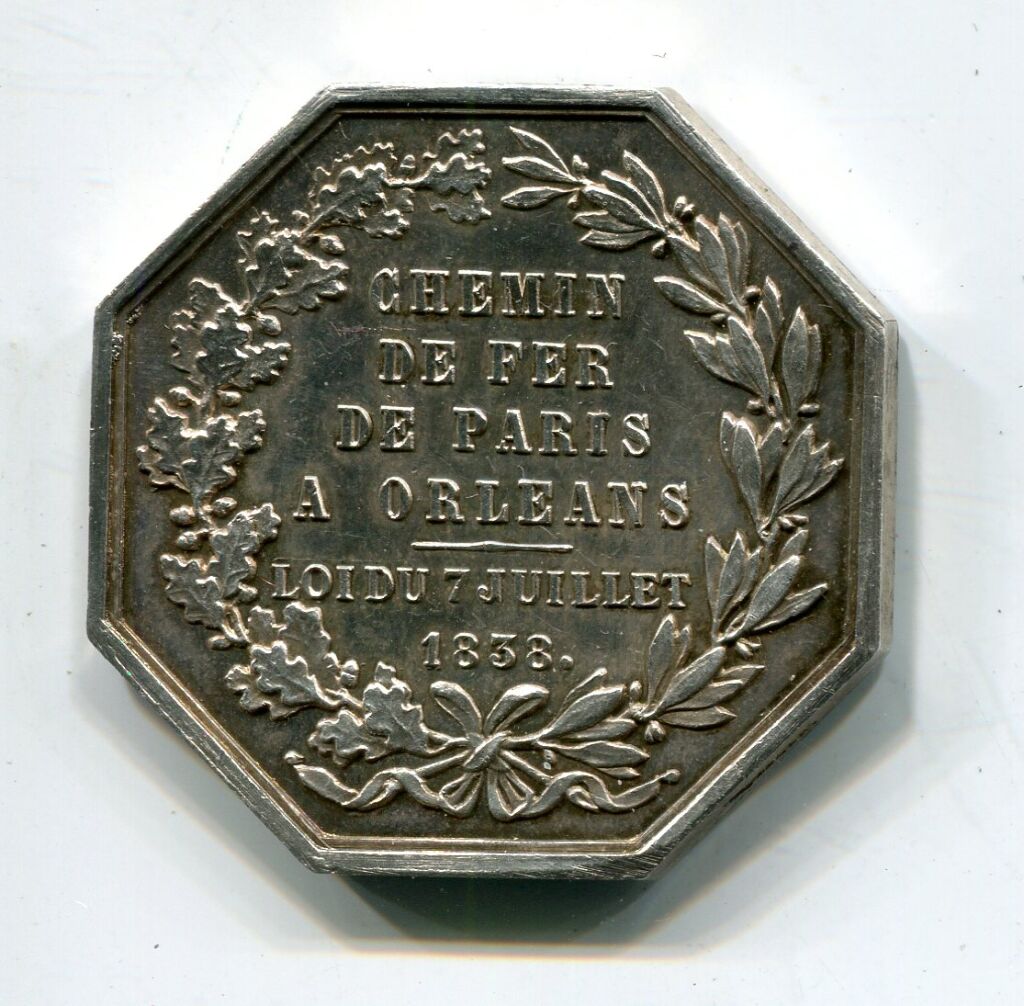 CHEMIN
DE FER
DE PARIS
A ORLEANS
LOI DU 7 JUILLET
1838.